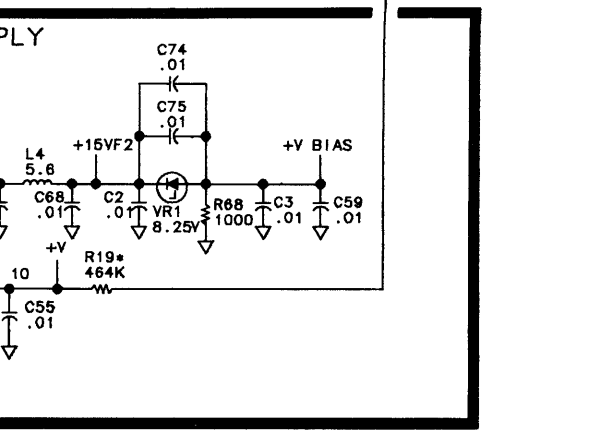 PLY
C74
.01
C75
.01
+15VF2
+V BIAS
L4
5.6
C68
.01
C2
.01
VR1
8.25V
R68
1000
C3
.01
C59
.01
+V
R19*
464K
10
C55
.01